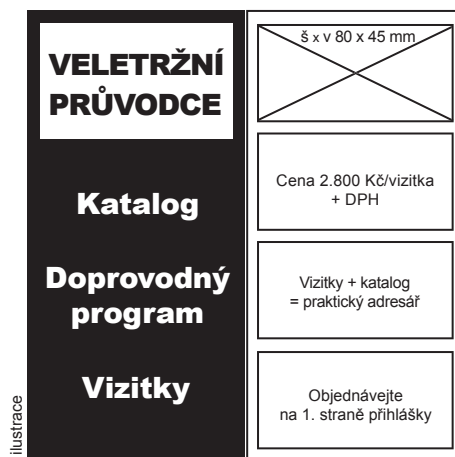 VELETRŽNÍ
PRŮVODCE
Katalog
Doprovodný
program
Vizitky
ilustrace
š x v 80 x 45 mm
Cena 2.800 Kč/vizitka
+ DPH
Vizitky + katalog
= praktický adresář
Objednávejte
na 1. straně přihlášky